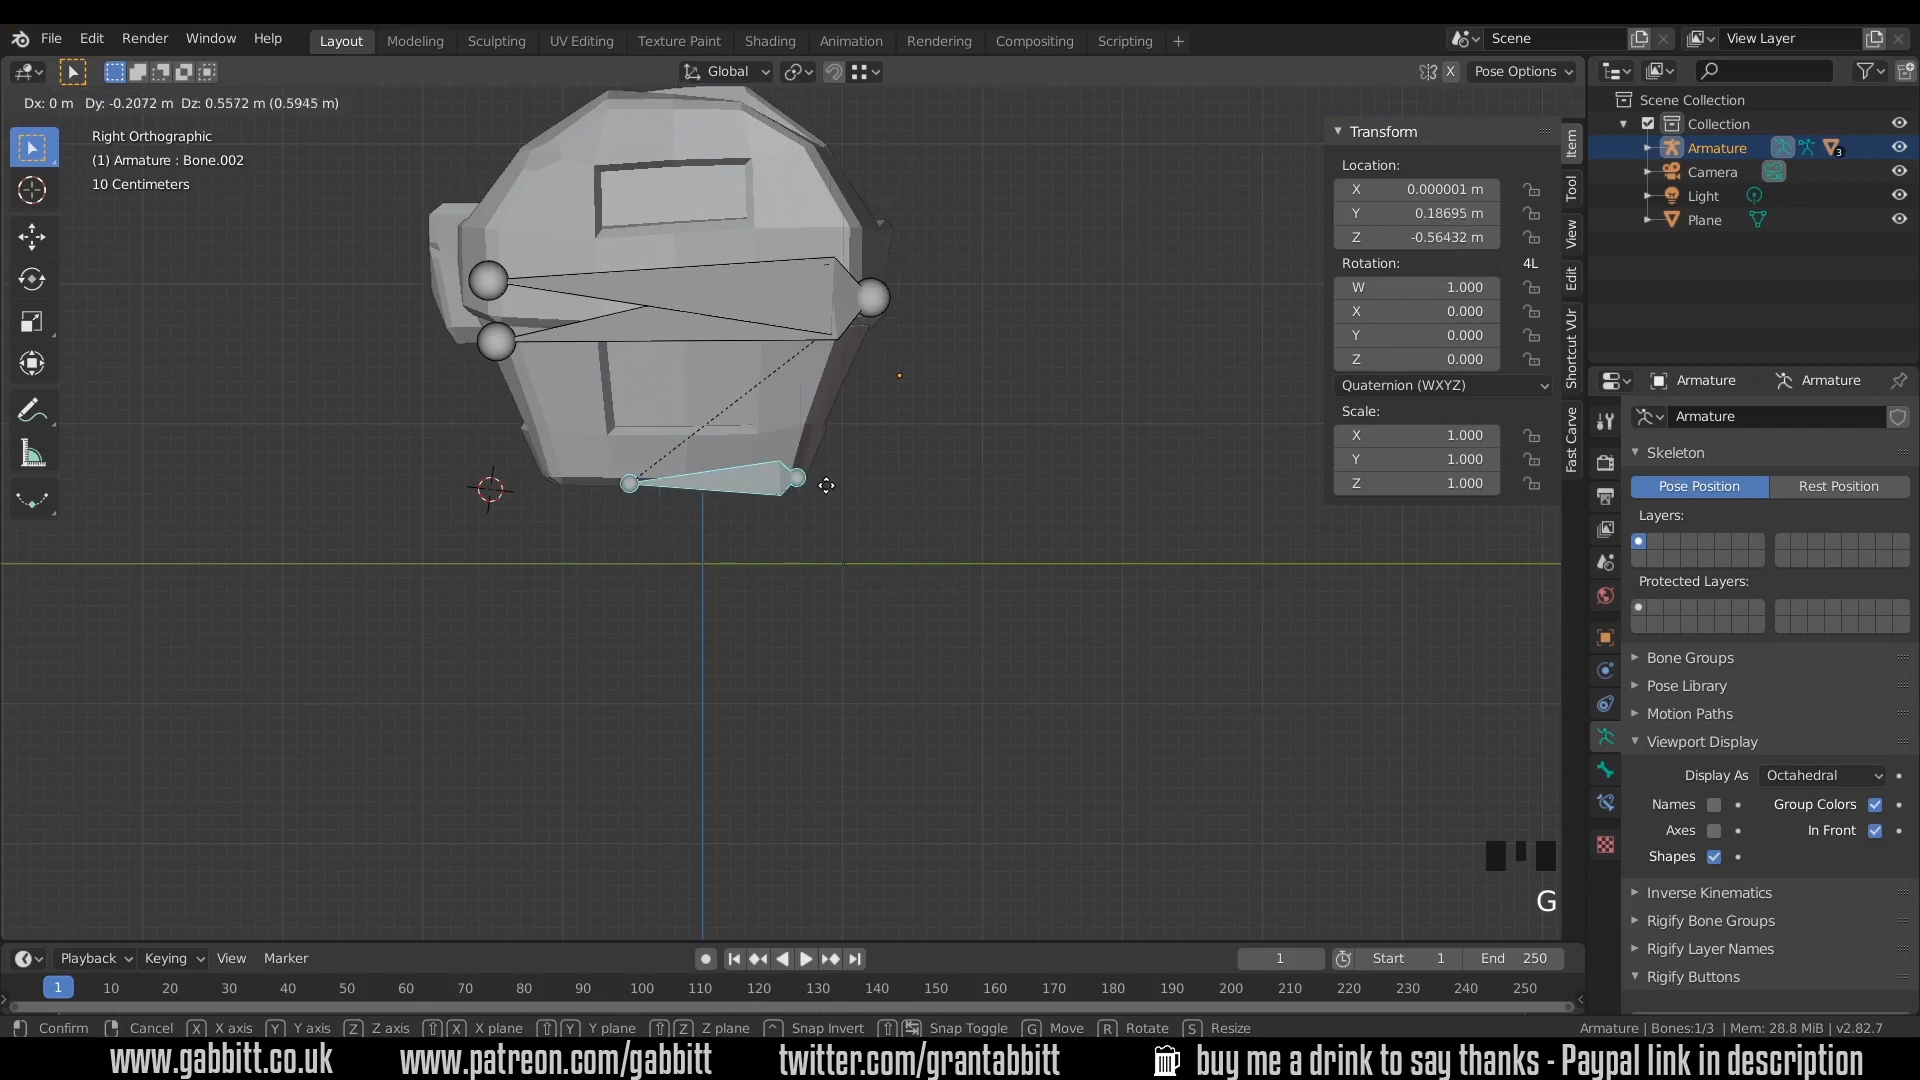 File Edit Render Window Help
Layout Modeling Sculpting UV Editing Texture Paint Shading Animation Rendering Compositing Scripting +
Scene View Layer
Global X Pose Options
Dx: 0 m Dy: -0.2072 m Dz: 0.5572 m (0.5945 m)
Right Orthographic
(1) Armature : Bone.002
10 Centimeters
Transform
Location:
X 0.000001 m
Y 0.18695 m
Z -0.56432 m
Rotation: 4L
W 1.000
X 0.000
Y 0.000
Z 0.000
Quaternion (WXYZ)
Scale:
X 1.000
Y 1.000
Z 1.000
Item
Tool
View
Edit
Shortcut VUr
Fast Carve
Scene Collection
Collection
Armature 3
Camera
Light
Plane
Armature Armature
Armature
Skeleton
Pose Position Rest Position
Layers:
Protected Layers:
Bone Groups
Pose Library
Motion Paths
Viewport Display
Display As Octahedral
Names Group Colors
Axes In Front
Shapes
Inverse Kinematics
Rigify Bone Groups
Rigify Layer Names
Rigify Buttons
G
Playback Keying View Marker 1 Start 1 End 250
1 10 20 30 40 50 60 70 80 90 100 110 120 130 140 150 160 170 180 190 200 210 220 230 240 250
Confirm Cancel X X axis Y Y axis Z Z axis X X plane Y Y plane Z Z plane Snap Invert Snap Toggle G Move R Rotate S Resize Armature | Bones:1/3 | Mem: 28.8 MiB | v2.82.7
www.gabbitt.co.uk www.patreon.com/gabbitt twitter.com/grantabbitt buy me a drink to say thanks - Paypal link in description